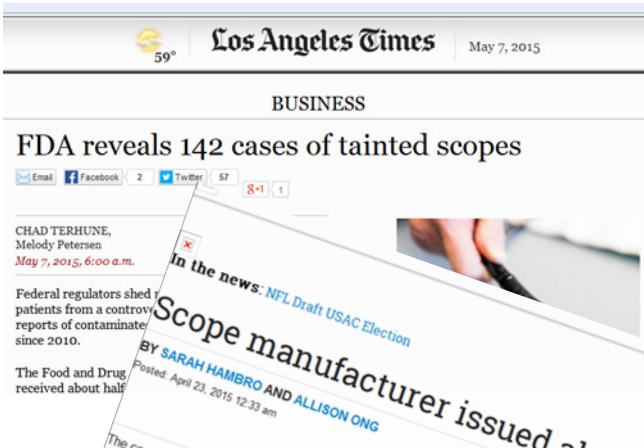 59°
Los Angeles Times
May 7, 2015
BUSINESS
FDA reveals 142 cases of tainted scopes
Email Facebook 2 Twitter 57 g+1 1
CHAD TERHUNE,
Melody Petersen
May 7, 2015, 6:00 a.m.
Federal regulators shed
patients from a
reports of
since 2010.
The Food and Drug
received about half
In the news: NFL Draft USAC Election
Scope manufacturer issued
BY SARAH HAMBRO AND ALLISON ONG
Posted: April 23, 2015 12:33 am
The